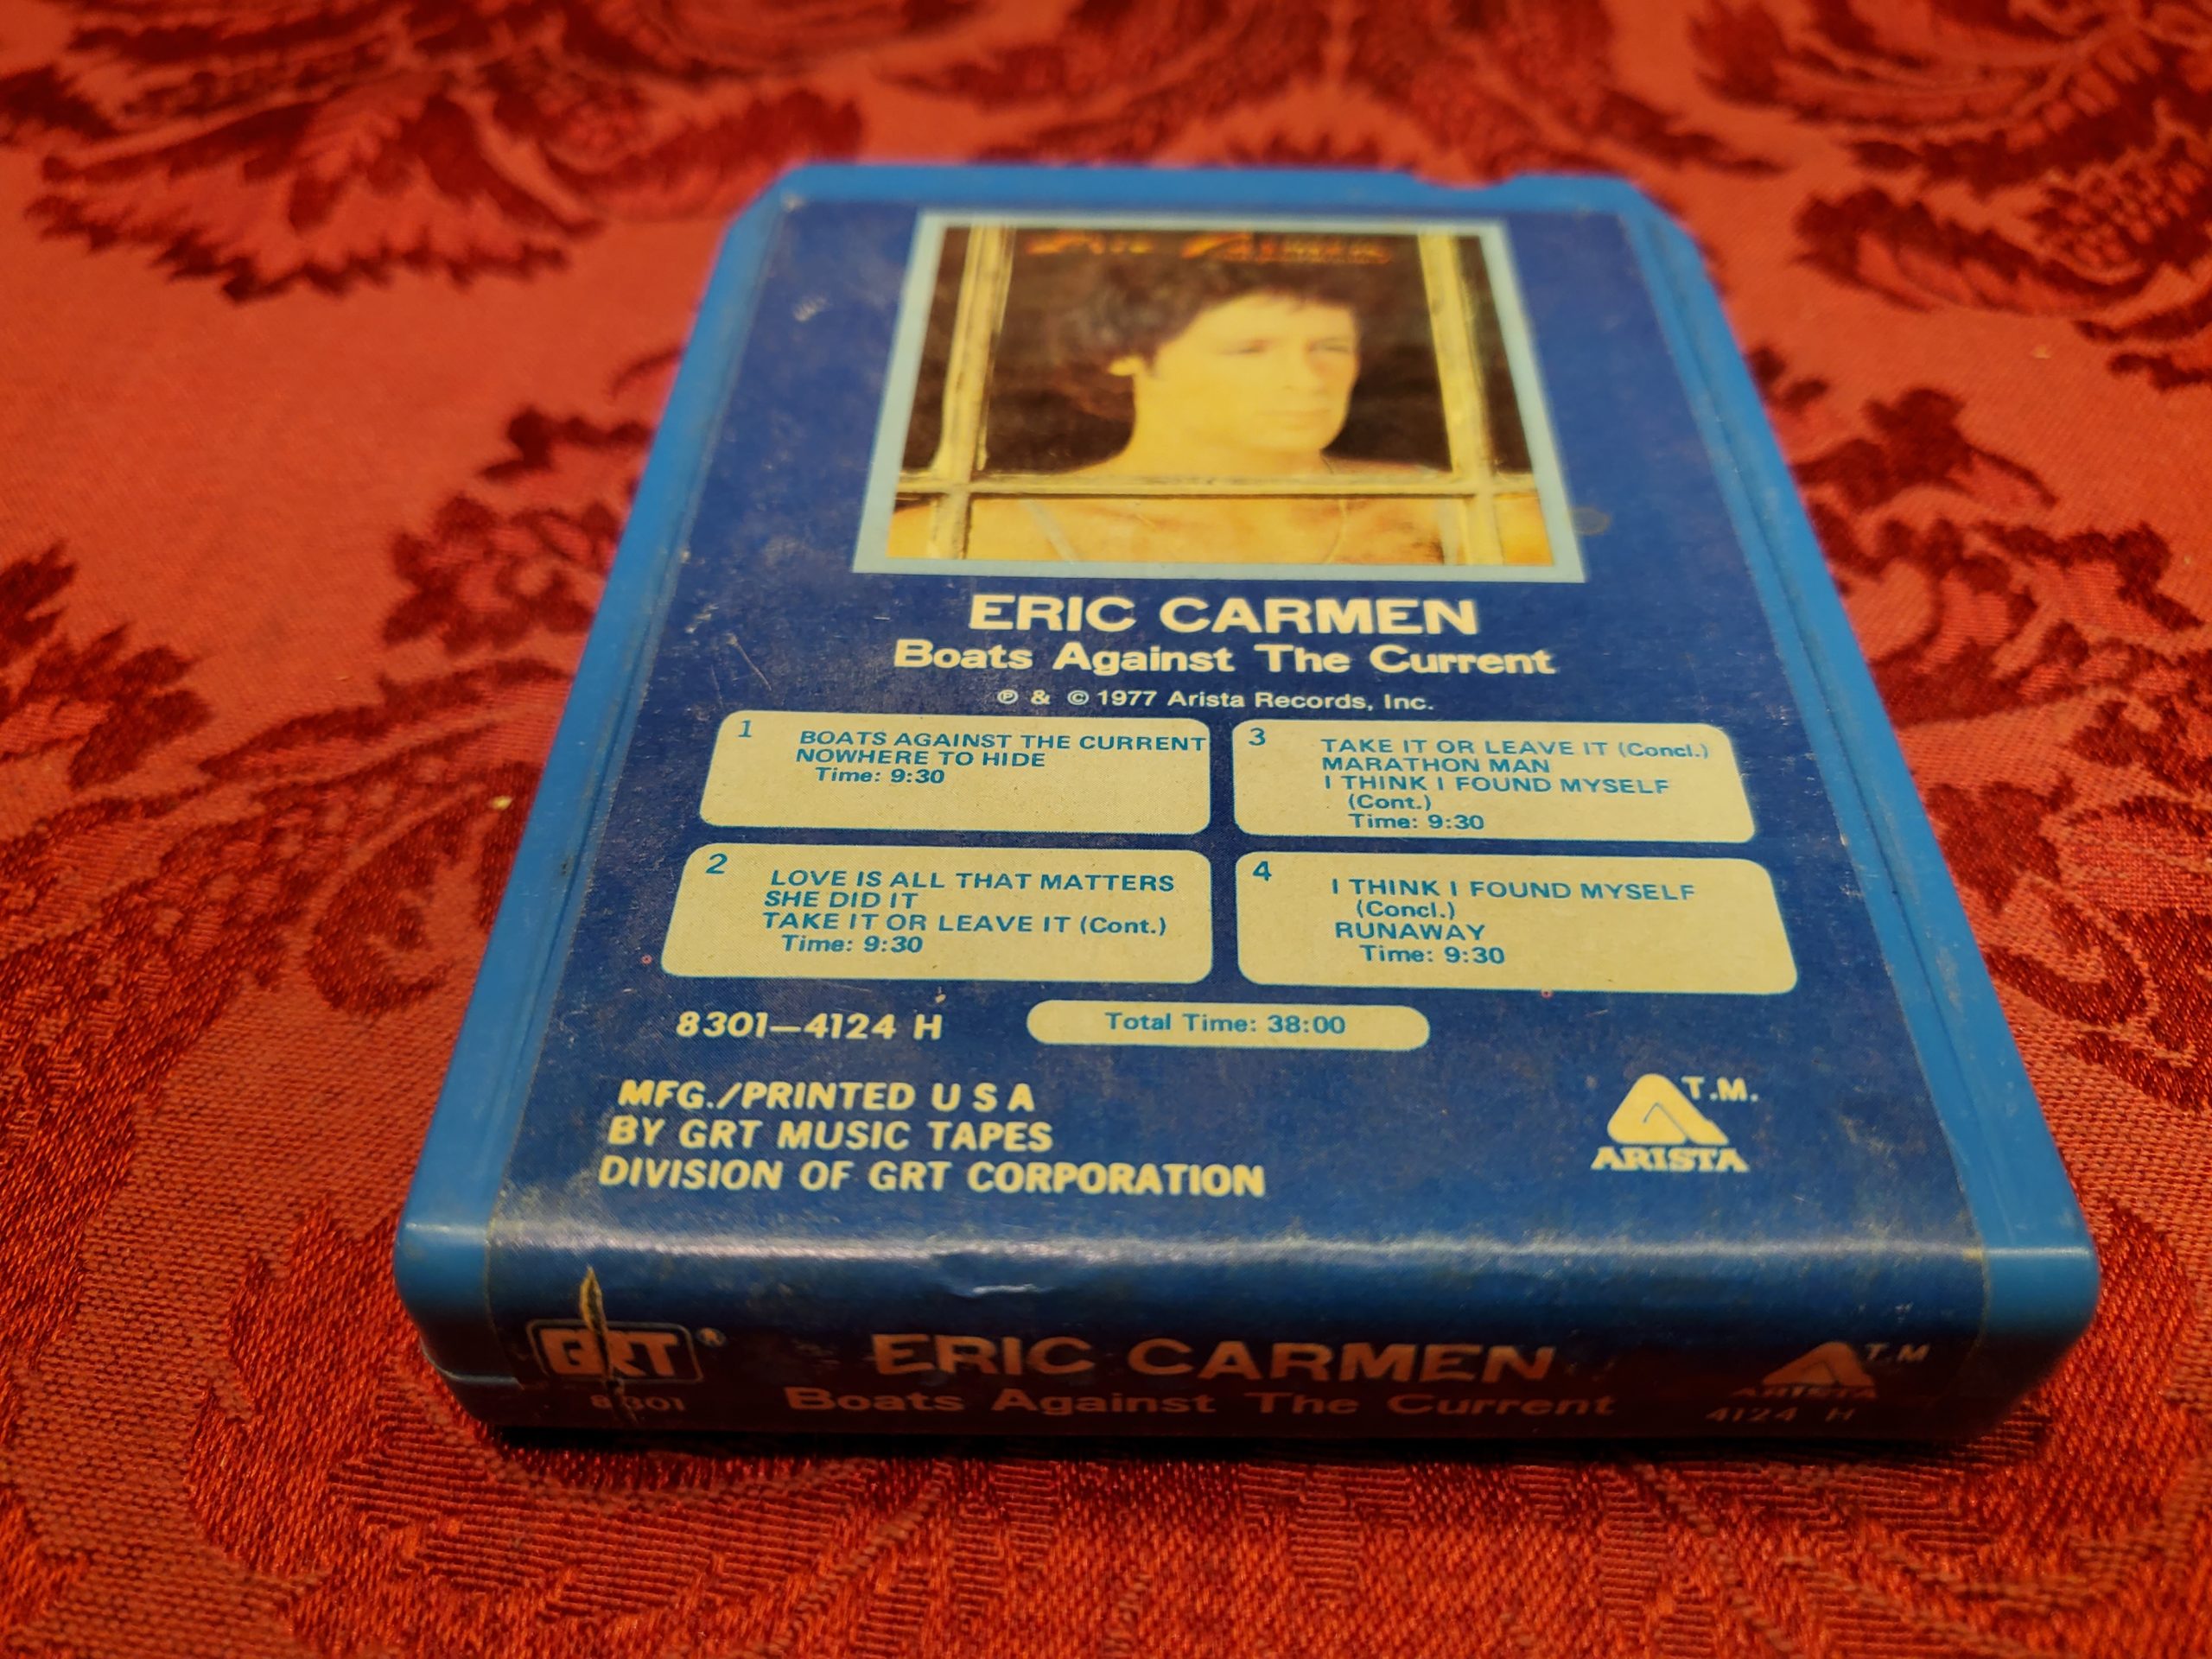 Eric Carmen
ERIC CARMEN
Boats Against The Current
℗ & © 1977 Arista Records, Inc.
1
BOATS AGAINST THE CURRENT
NOWHERE TO HIDE
Time: 9:30
2
LOVE IS ALL THAT MATTERS
SHE DID IT
TAKE IT OR LEAVE IT (Cont.)
Time: 9:30
3
TAKE IT OR LEAVE IT (Concl.)
MARATHON MAN
I THINK I FOUND MYSELF
(Cont.)
Time: 9:30
4
I THINK I FOUND MYSELF
(Concl.)
RUNAWAY
Time: 9:30
8301–4124 H
Total Time: 38:00
MFG./PRINTED U S A
BY GRT MUSIC TAPES
DIVISION OF GRT CORPORATION
T.M.
ARISTA
GRT®
8301
ERIC CARMEN
Boats Against The Current
T.M
ARISTA
4124 H